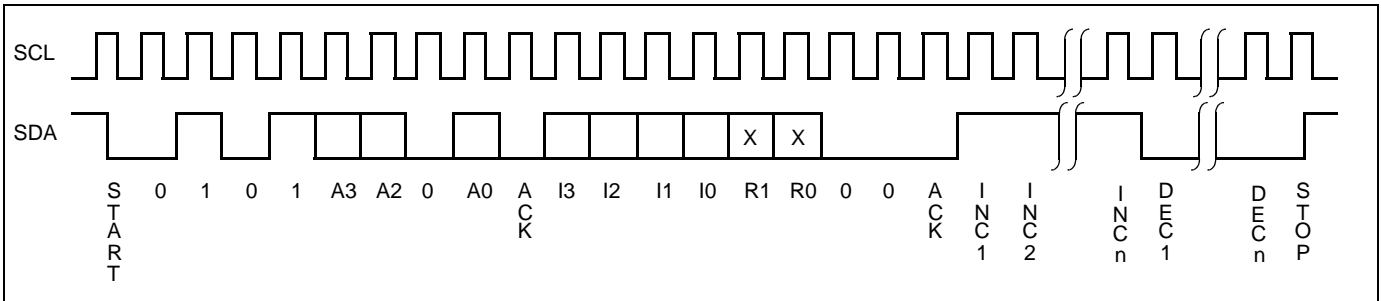 SCL
SDA
X X
START 0 1 0 1 A3 A2 0 A0 ACK I3 I2 I1 I0 R1 R0 0 0 ACK INC1 INC2 INCn DEC1 DECn STOP